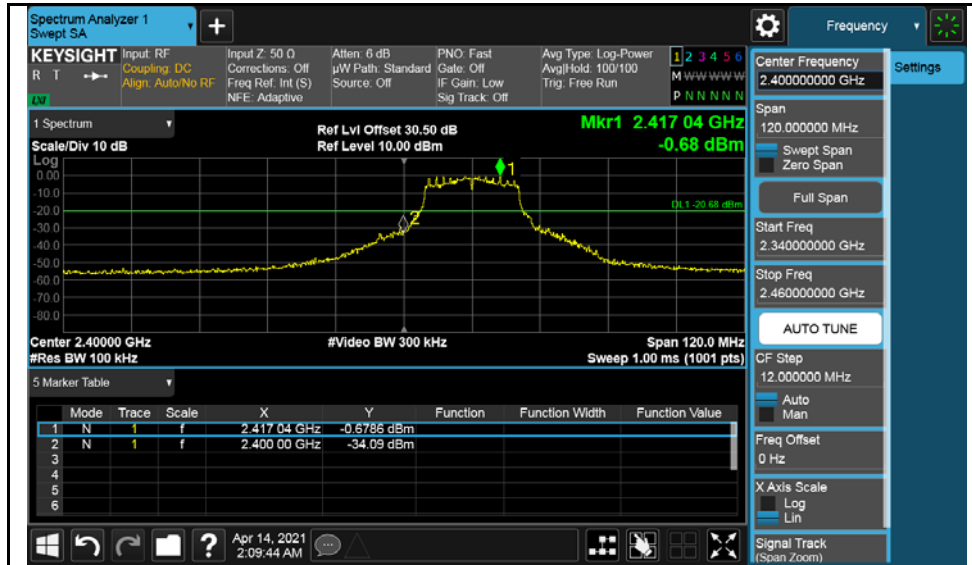 Spectrum Analyzer 1
Swept SA
+
Frequency
KEYSIGHT
R T
LXI
Input: RF
Coupling: DC
Align: Auto/No RF
Input Z: 50 Ω
Corrections: Off
Freq Ref: Int (S)
NFE: Adaptive
Atten: 6 dB
µW Path: Standard
Source: Off
PNO: Fast
Gate: Off
IF Gain: Low
Sig Track: Off
Avg Type: Log-Power
Avg|Hold: 100/100
Trig: Free Run
1 2 3 4 5 6
M W W W W W
P N N N N N
1 Spectrum
Scale/Div 10 dB
Ref Lvl Offset 30.50 dB
Ref Level 10.00 dBm
Mkr1 2.417 04 GHz
-0.68 dBm
Log
0.00
-10.0
-20.0
-30.0
-40.0
-50.0
-60.0
-70.0
-80.0
1
2
DL1 -20.68 dBm
Center 2.40000 GHz
#Res BW 100 kHz
#Video BW 300 kHz
Span 120.0 MHz
Sweep 1.00 ms (1001 pts)
5 Marker Table
Mode Trace Scale X Y Function Function Width Function Value
1 N 1 f 2.417 04 GHz -0.6786 dBm
2 N 1 f 2.400 00 GHz -34.09 dBm
3
4
5
6
?
Apr 14, 2021
2:09:44 AM
Center Frequency
2.400000000 GHz
Span
120.000000 MHz
Swept Span
Zero Span
Full Span
Start Freq
2.340000000 GHz
Stop Freq
2.460000000 GHz
AUTO TUNE
CF Step
12.000000 MHz
Auto
Man
Freq Offset
0 Hz
X Axis Scale
Log
Lin
Signal Track
(Span Zoom)
Settings